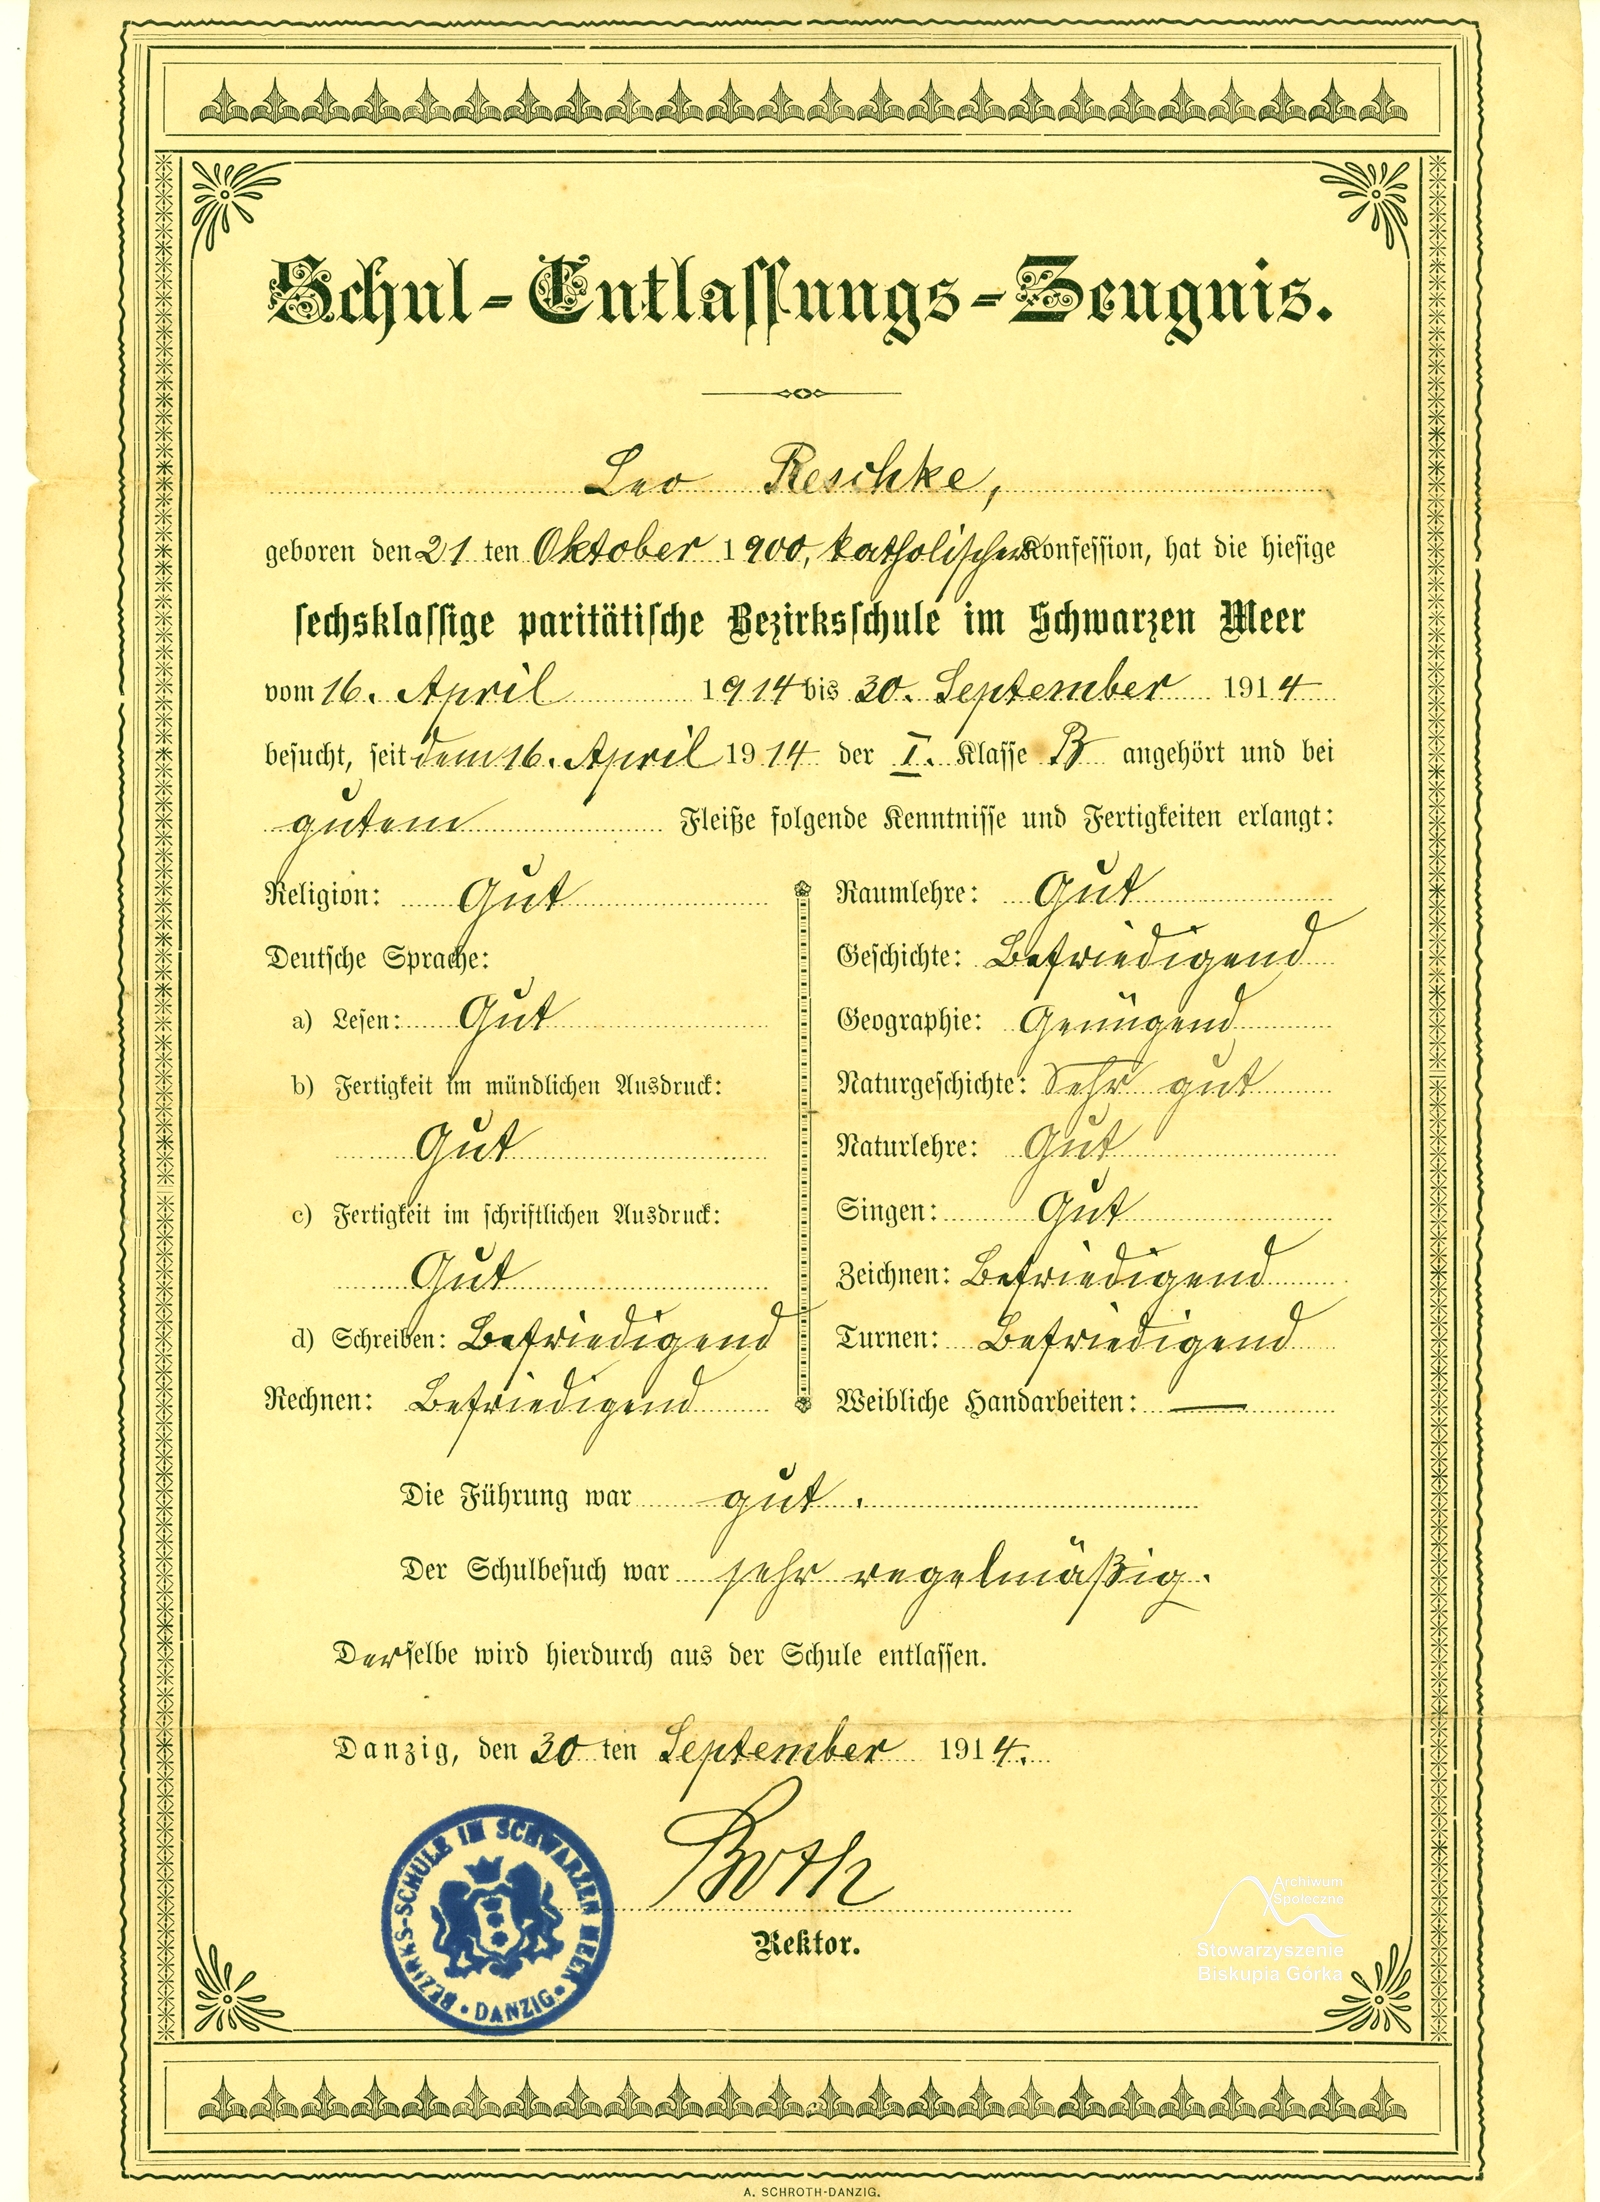 Schul-Entlassungs-Zeugnis.
Leo Reschke,
geboren den 21 ten Oktober 1900, katholischer Konfession, hat die hiesige
sechsklassige paritätische Bezirksschule im Schwarzen Meer
vom 16. April 1914 bis 30. September 1914
besucht, seit dem 16. April 1914 der I. Klasse B angehört und bei
gutem Fleiße folgende Kenntnisse und Fertigkeiten erlangt:
Religion: Gut
Deutsche Sprache:
a) Lesen: Gut
b) Fertigkeit im mündlichen Ausdruck:
Gut
c) Fertigkeit im schriftlichen Ausdruck:
Gut
d) Schreiben: Befriedigend
Rechnen: Befriedigend
Raumlehre: Gut
Geschichte: Befriedigend
Geographie: Genügend
Naturgeschichte: Sehr gut
Naturlehre: Gut
Singen: Gut
Zeichnen: Befriedigend
Turnen: Befriedigend
Weibliche Handarbeiten: —
Die Führung war gut.
Der Schulbesuch war sehr regelmäßig.
Derselbe wird hierdurch aus der Schule entlassen.
Danzig, den 30 ten September 1914.
BEZIRKS-SCHULE IM SCHWARZEN MEER • DANZIG •
Rektor.
Archiwum
Społeczne
Stowarzyszenie
Biskupia Górka
A. SCHROTH-DANZIG.